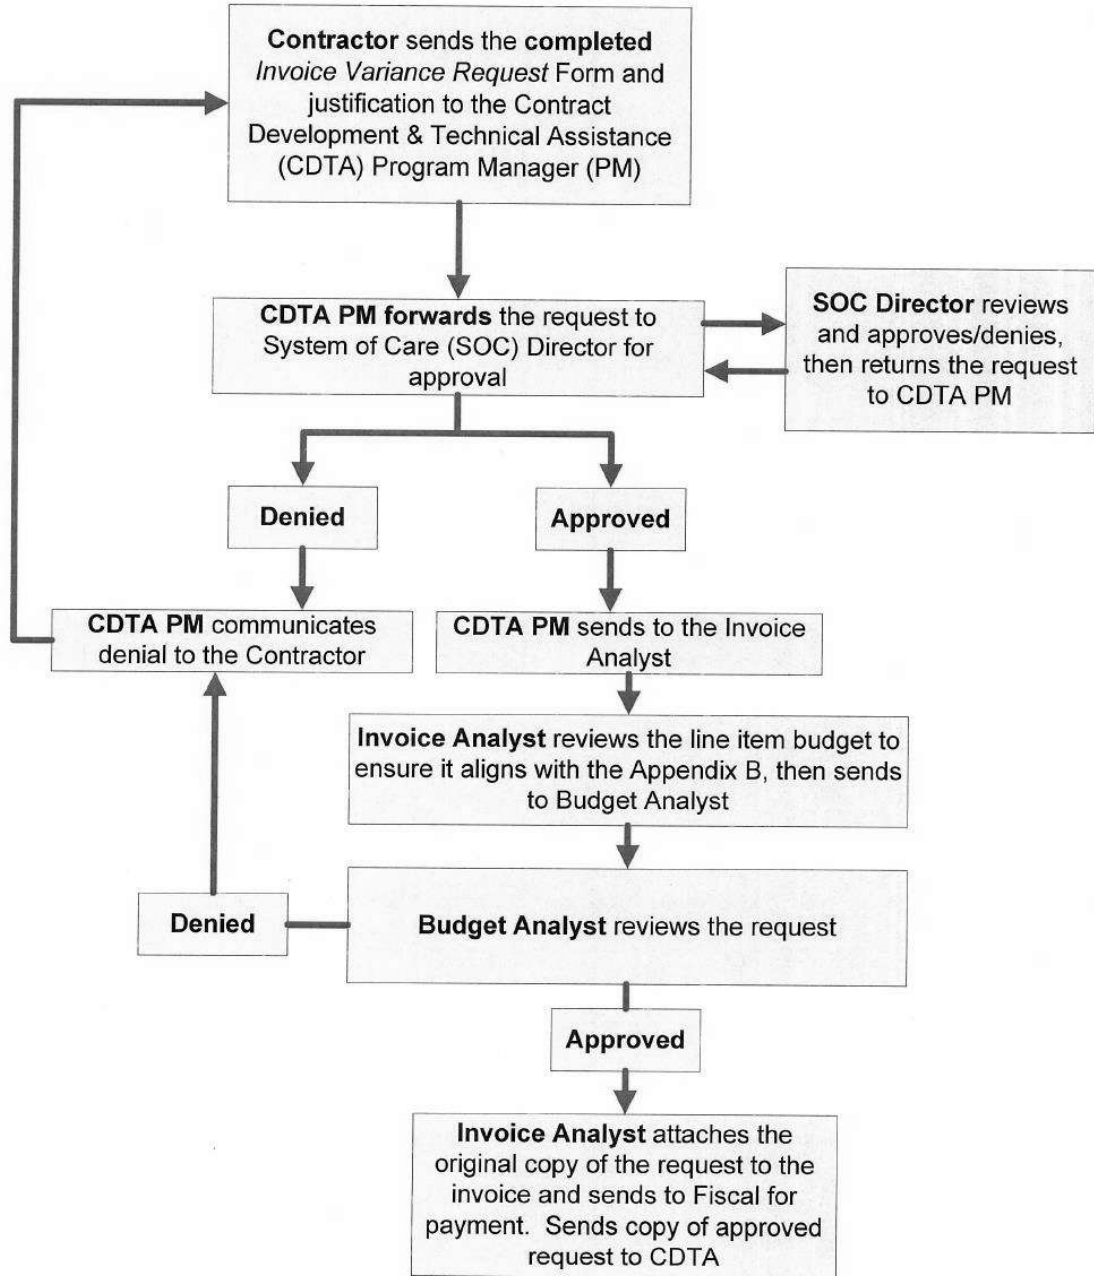 Contractor sends the completed
Invoice Variance Request Form and
justification to the Contract
Development & Technical Assistance
(CDTA) Program Manager (PM)
CDTA PM forwards the request to
System of Care (SOC) Director for
approval
SOC Director reviews
and approves/denies,
then returns the request
to CDTA PM
Denied
Approved
CDTA PM communicates
denial to the Contractor
CDTA PM sends to the Invoice
Analyst
Invoice Analyst reviews the line item budget to
ensure it aligns with the Appendix B, then sends
to Budget Analyst
Denied
Budget Analyst reviews the request
Approved
Invoice Analyst attaches the
original copy of the request to the
invoice and sends to Fiscal for
payment.  Sends copy of approved
request to CDTA